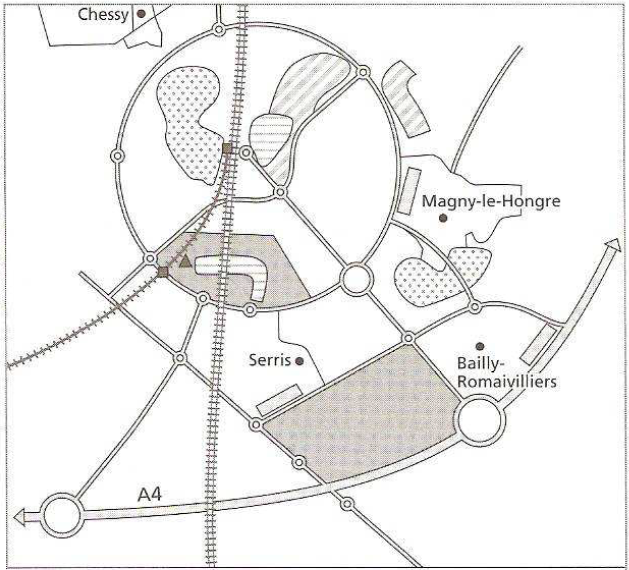 Chessy
Magny-le-Hongre
Serris
Bailly-
Romaivilliers
A4